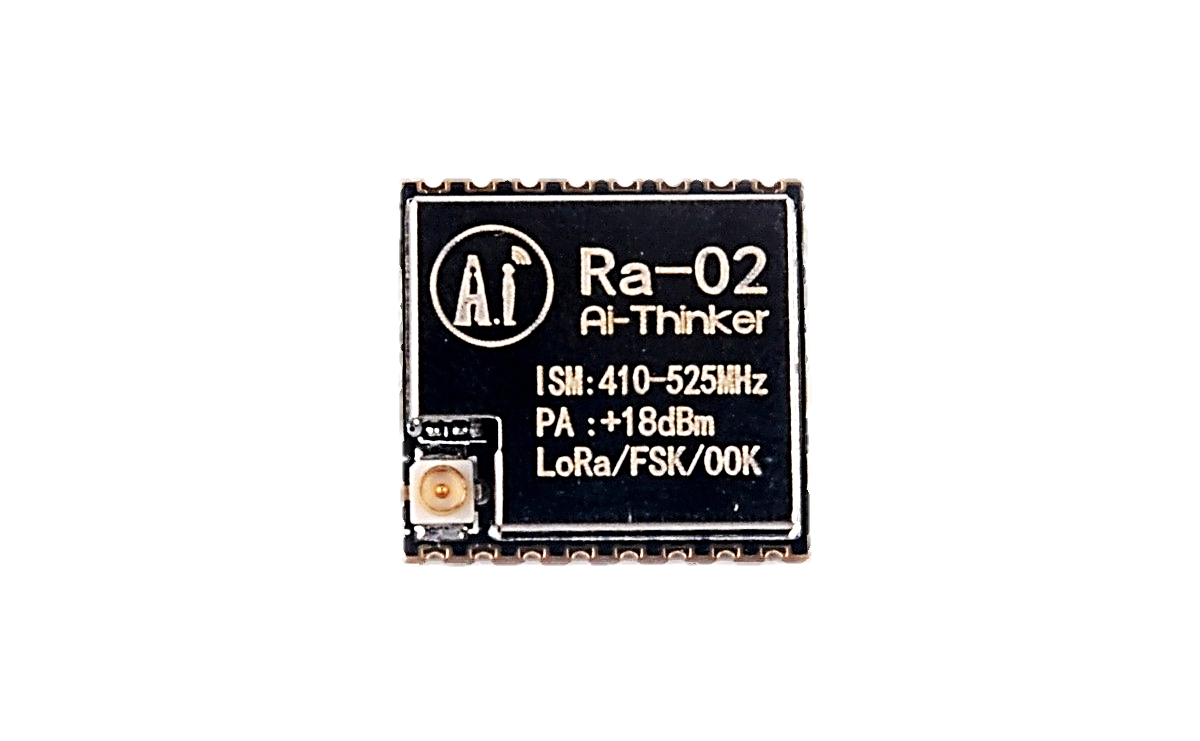 A.i
Ra-02
Ai-Thinker
ISM:410-525MHz
PA :+18dBm
LoRa/FSK/OOK